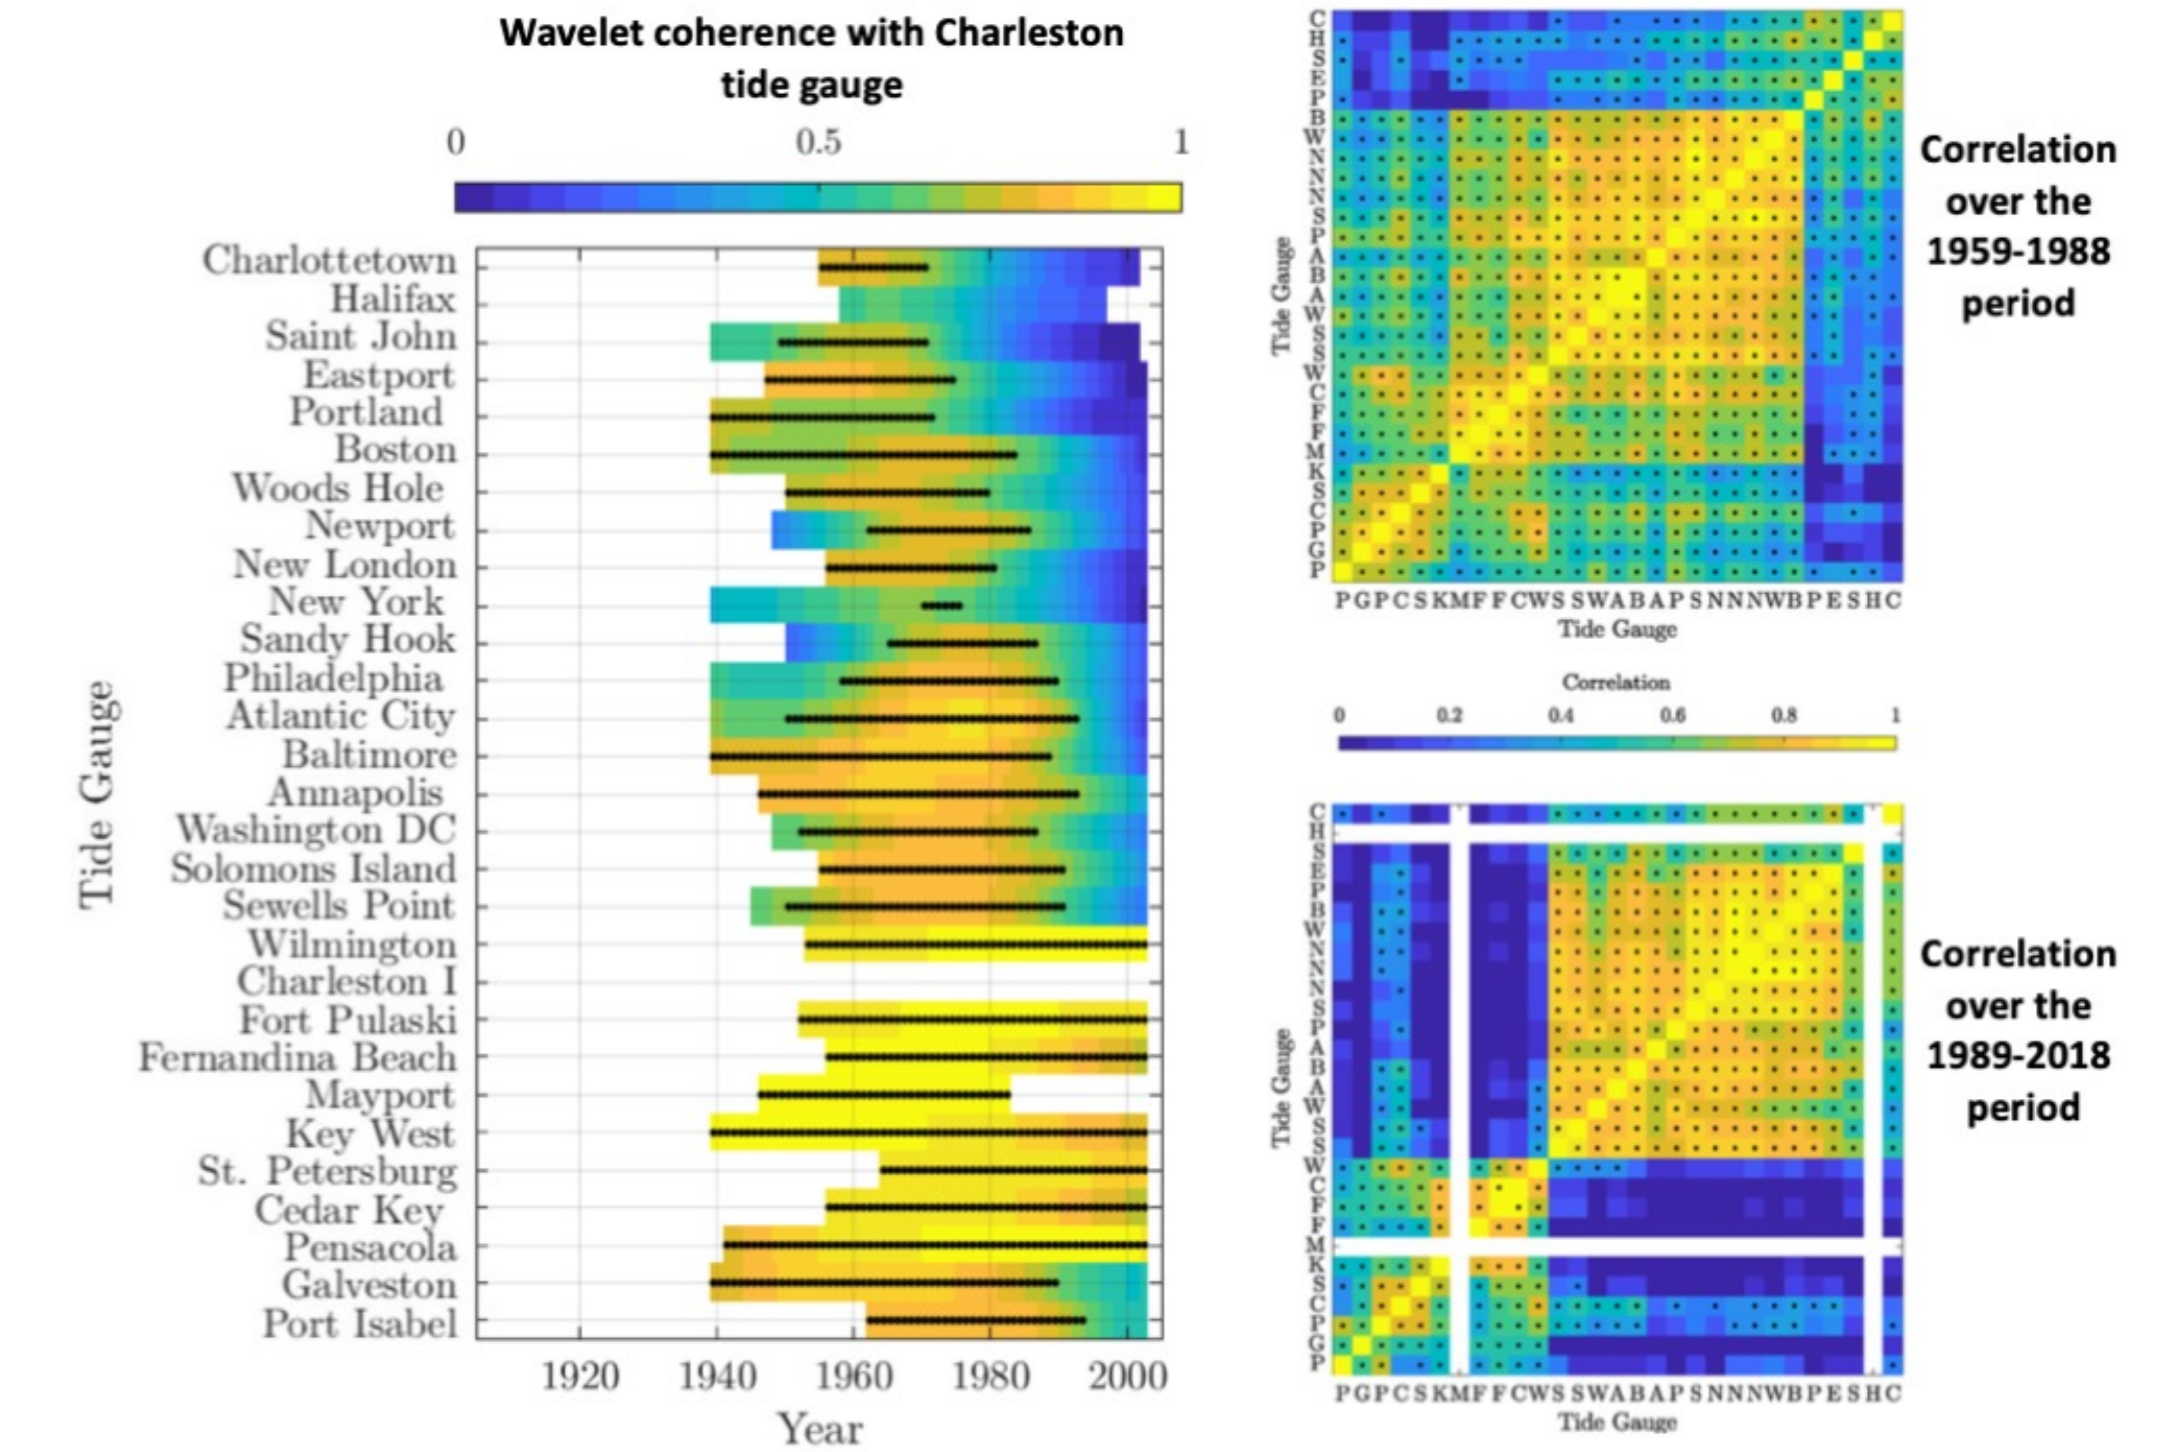 Wavelet coherence with Charleston
tide gauge
0 0.5 1
Tide Gauge
Charlottetown
Halifax
Saint John
Eastport
Portland
Boston
Woods Hole
Newport
New London
New York
Sandy Hook
Philadelphia
Atlantic City
Baltimore
Annapolis
Washington DC
Solomons Island
Sewells Point
Wilmington
Charleston I
Fort Pulaski
Fernandina Beach
Mayport
Key West
St. Petersburg
Cedar Key
Pensacola
Galveston
Port Isabel
1920 1940 1960 1980 2000
Year
Tide Gauge
C
H
S
E
P
B
W
N
N
N
S
P
A
B
A
W
S
S
W
C
F
F
M
K
S
C
P
G
P
P G P C S K M F F C W S S W A B A P S N N N W B P E S H C
Tide Gauge
Correlation
over the
1959-1988
period
Correlation
0 0.2 0.4 0.6 0.8 1
Tide Gauge
C
H
S
E
P
B
W
N
N
N
S
P
A
B
A
W
S
S
W
C
F
F
M
K
S
C
P
G
P
P G P C S K M F F C W S S W A B A P S N N N W B P E S H C
Tide Gauge
Correlation
over the
1989-2018
period